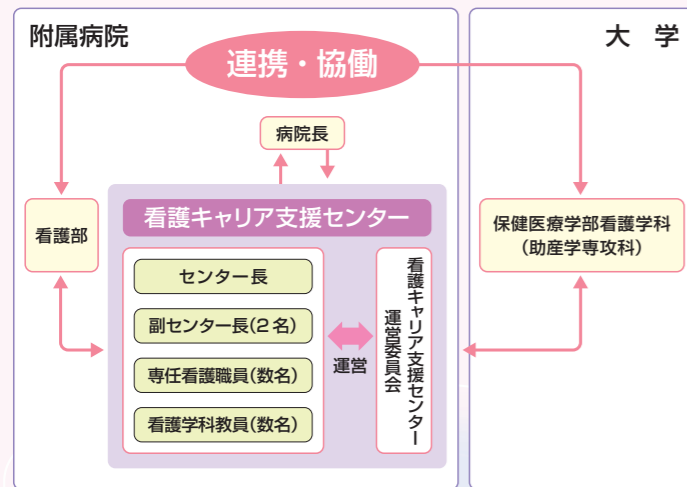 附属病院
大 学
連携・協働
病院長
看護部
看護キャリア支援センター
保健医療学部看護学科
(助産学専攻科)
センター長
副センター長(2名)
専任看護職員(数名)
看護学科教員(数名)
運営
看護キャリア支援センター
運営委員会